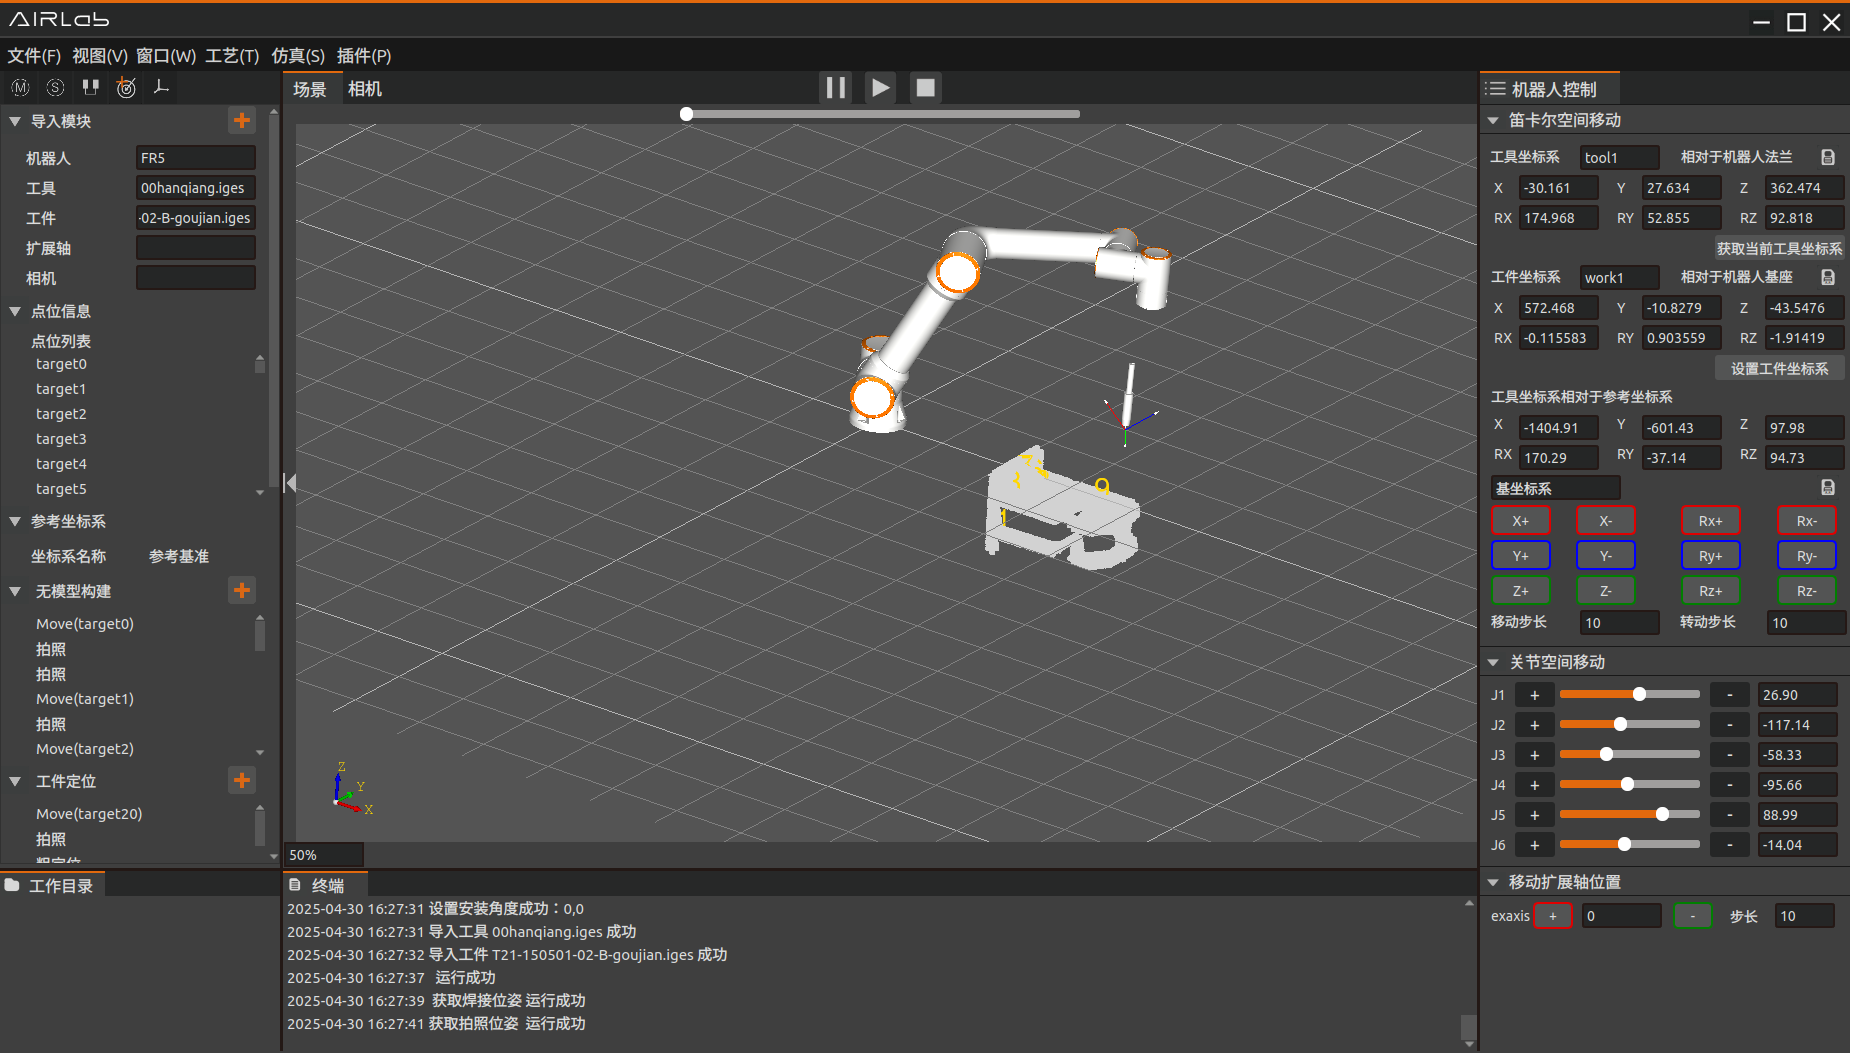 AIRLab
文件(F) 视图(V) 窗口(W) 工艺(T) 仿真(S) 插件(P)
M S
导入模块
机器人 FR5
工具 00hanqiang.iges
工件 -02-B-goujian.iges
扩展轴
相机
点位信息
点位列表
target0
target1
target2
target3
target4
target5
参考坐标系
坐标系名称 参考基准
无模型构建
Move(target0)
拍照
拍照
Move(target1)
拍照
Move(target2)
工件定位
Move(target20)
拍照
粗定位
工作目录
场景 相机
Z
Y
X
50%
终端
2025-04-30 16:27:31 设置安装角度成功：0,0
2025-04-30 16:27:31 导入工具 00hanqiang.iges 成功
2025-04-30 16:27:32 导入工件 T21-150501-02-B-goujian.iges 成功
2025-04-30 16:27:37 运行成功
2025-04-30 16:27:39 获取焊接位姿 运行成功
2025-04-30 16:27:41 获取拍照位姿 运行成功
机器人控制
笛卡尔空间移动
工具坐标系 tool1 相对于机器人法兰
X -30.161 Y 27.634 Z 362.474
RX 174.968 RY 52.855 RZ 92.818
获取当前工具坐标系
工件坐标系 work1 相对于机器人基座
X 572.468 Y -10.8279 Z -43.5476
RX -0.115583 RY 0.903559 RZ -1.91419
设置工件坐标系
工具坐标系相对于参考坐标系
X -1404.91 Y -601.43 Z 97.98
RX 170.29 RY -37.14 RZ 94.73
基坐标系
X+ X- Rx+ Rx-
Y+ Y- Ry+ Ry-
Z+ Z- Rz+ Rz-
移动步长 10 转动步长 10
关节空间移动
J1 + - 26.90
J2 + - -117.14
J3 + - -58.33
J4 + - -95.66
J5 + - 88.99
J6 + - -14.04
移动扩展轴位置
exaxis + 0 - 步长 10